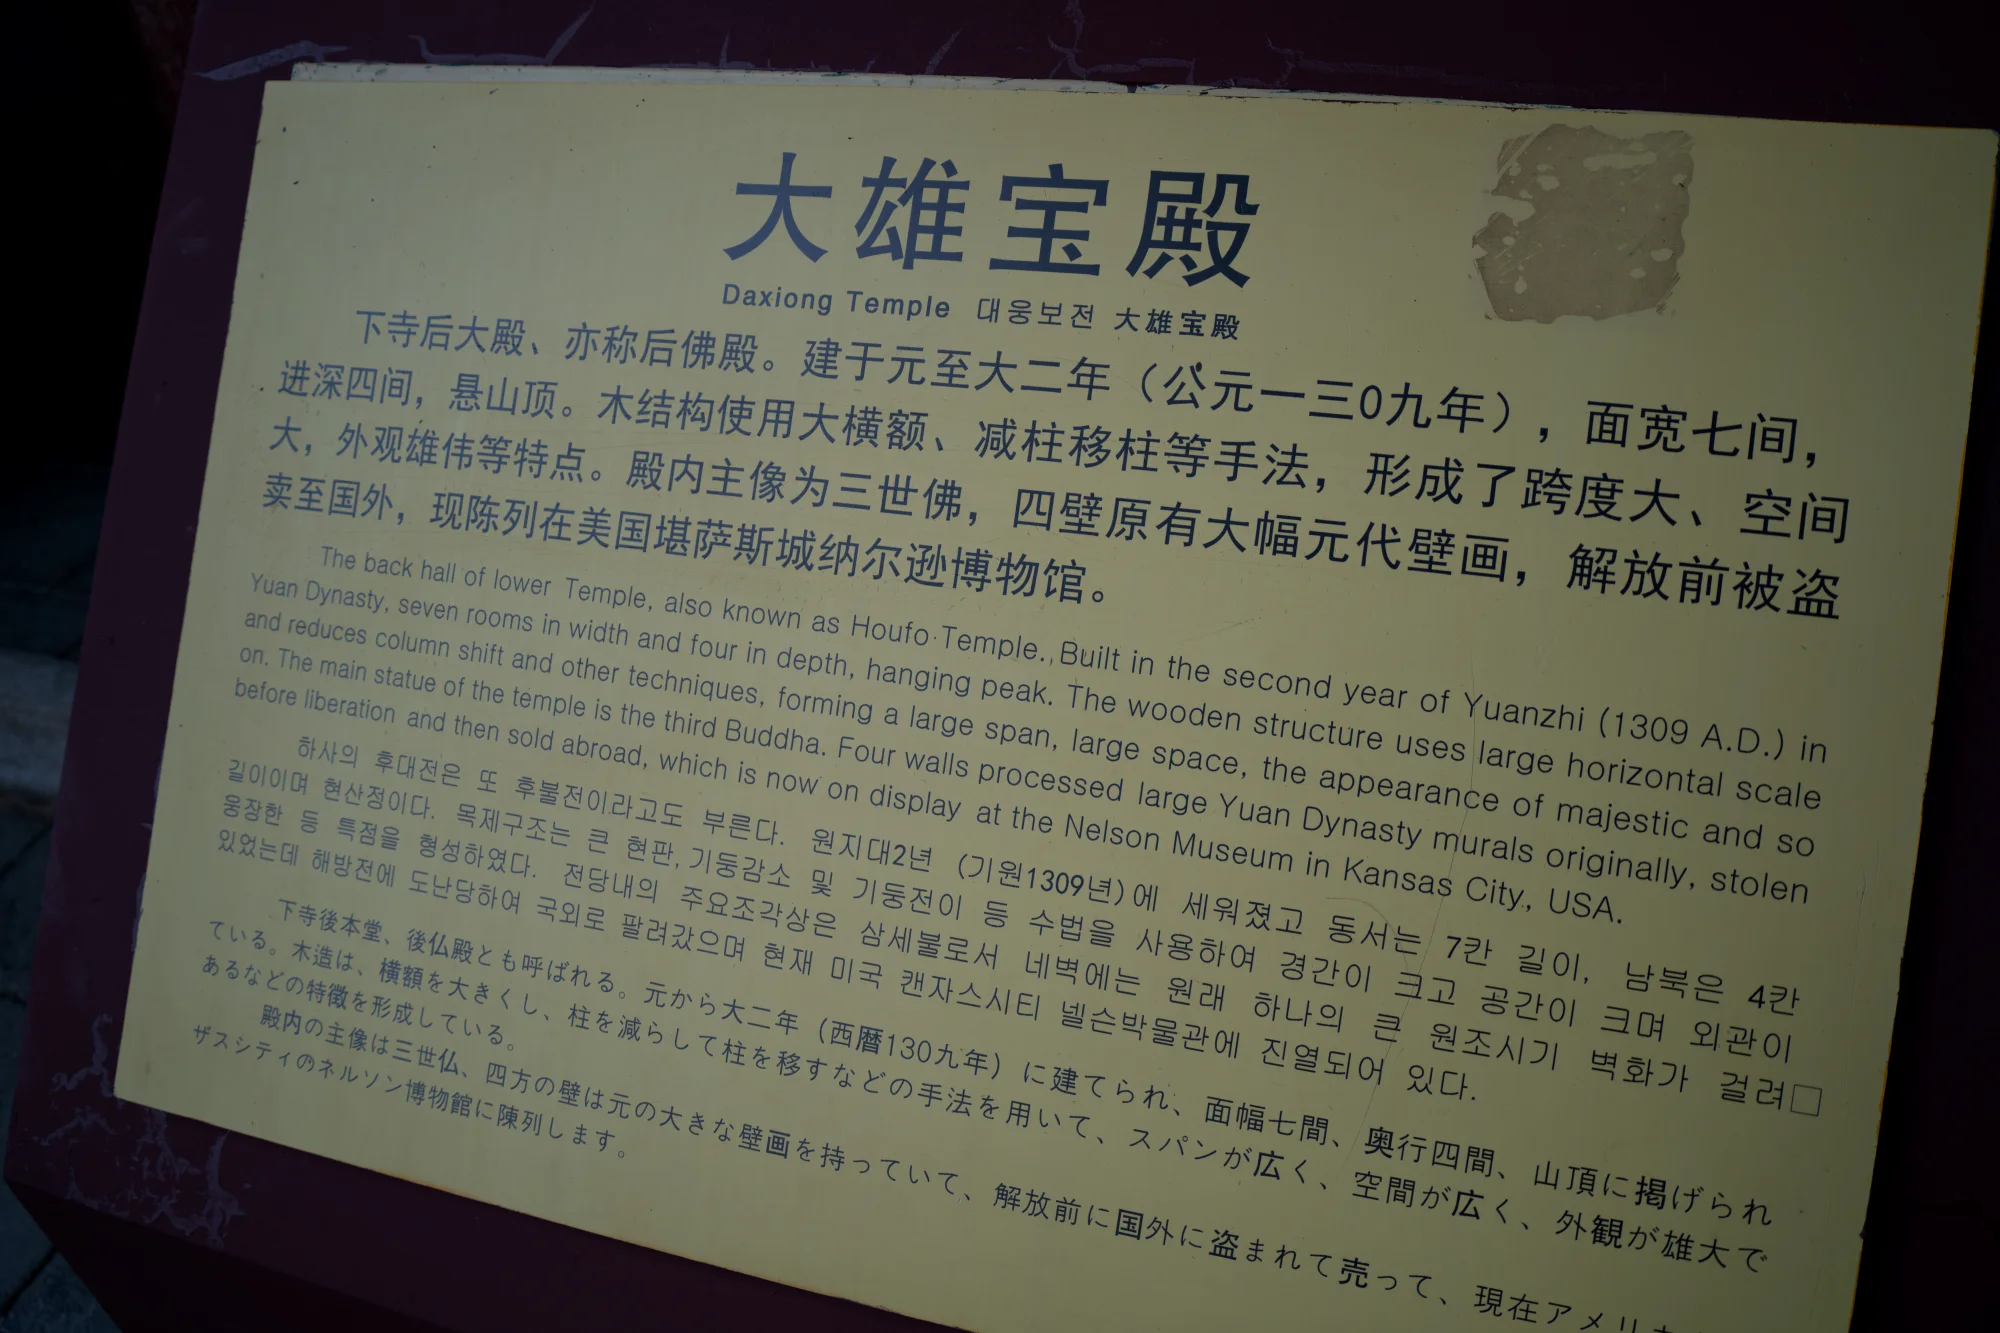 大雄宝殿
Daxiong Temple 대웅보전 大雄宝殿
下寺后大殿、亦称后佛殿。建于元至大二年（公元一三0九年），面宽七间，
进深四间，悬山顶。木结构使用大横额、减柱移柱等手法，形成了跨度大、空间
大，外观雄伟等特点。殿内主像为三世佛，四壁原有大幅元代壁画，解放前被盗
卖至国外，现陈列在美国堪萨斯城纳尔逊博物馆。
The back hall of lower Temple, also known as Houfo Temple. Built in the second year of Yuanzhi (1309 A.D.) in
Yuan Dynasty, seven rooms in width and four in depth, hanging peak. The wooden structure uses large horizontal scale
and reduces column shift and other techniques, forming a large span, large space, the appearance of majestic and so
on. The main statue of the temple is the third Buddha. Four walls processed large Yuan Dynasty murals originally, stolen
before liberation and then sold abroad, which is now on display at the Nelson Museum in Kansas City, USA.
하사의 후대전은 또 후불전이라고도 부른다. 원지대2년 (기원1309년)에 세워졌고 동서는 7칸 길이, 남북은 4칸
길이이며 현산정이다. 목제구조는 큰 현판,기둥감소 및 기둥전이 등 수법을 사용하여 경간이 크고 공간이 크며 외관이
웅장한 등 특점을 형성하였다. 전당내의 주요조각상은 삼세불로서 네벽에는 원래 하나의 큰 원조시기 벽화가 걸려□
있었는데 해방전에 도난당하여 국외로 팔려갔으며 현재 미국 캔자스시티 넬슨박물관에 진열되어 있다.
下寺後本堂、後仏殿とも呼ばれる。元から大二年（西暦130九年）に建てられ、面幅七間、奥行四間、山頂に掲げられ
ている。木造は、横額を大きくし、柱を減らして柱を移すなどの手法を用いて、スパンが広く、空間が広く、外観が雄大で
あるなどの特徴を形成している。
殿内の主像は三世仏、四方の壁は元の大きな壁画を持っていて、解放前に国外に盗まれて売って、現在アメリカ
ザスシティのネルソン博物館に陳列します。